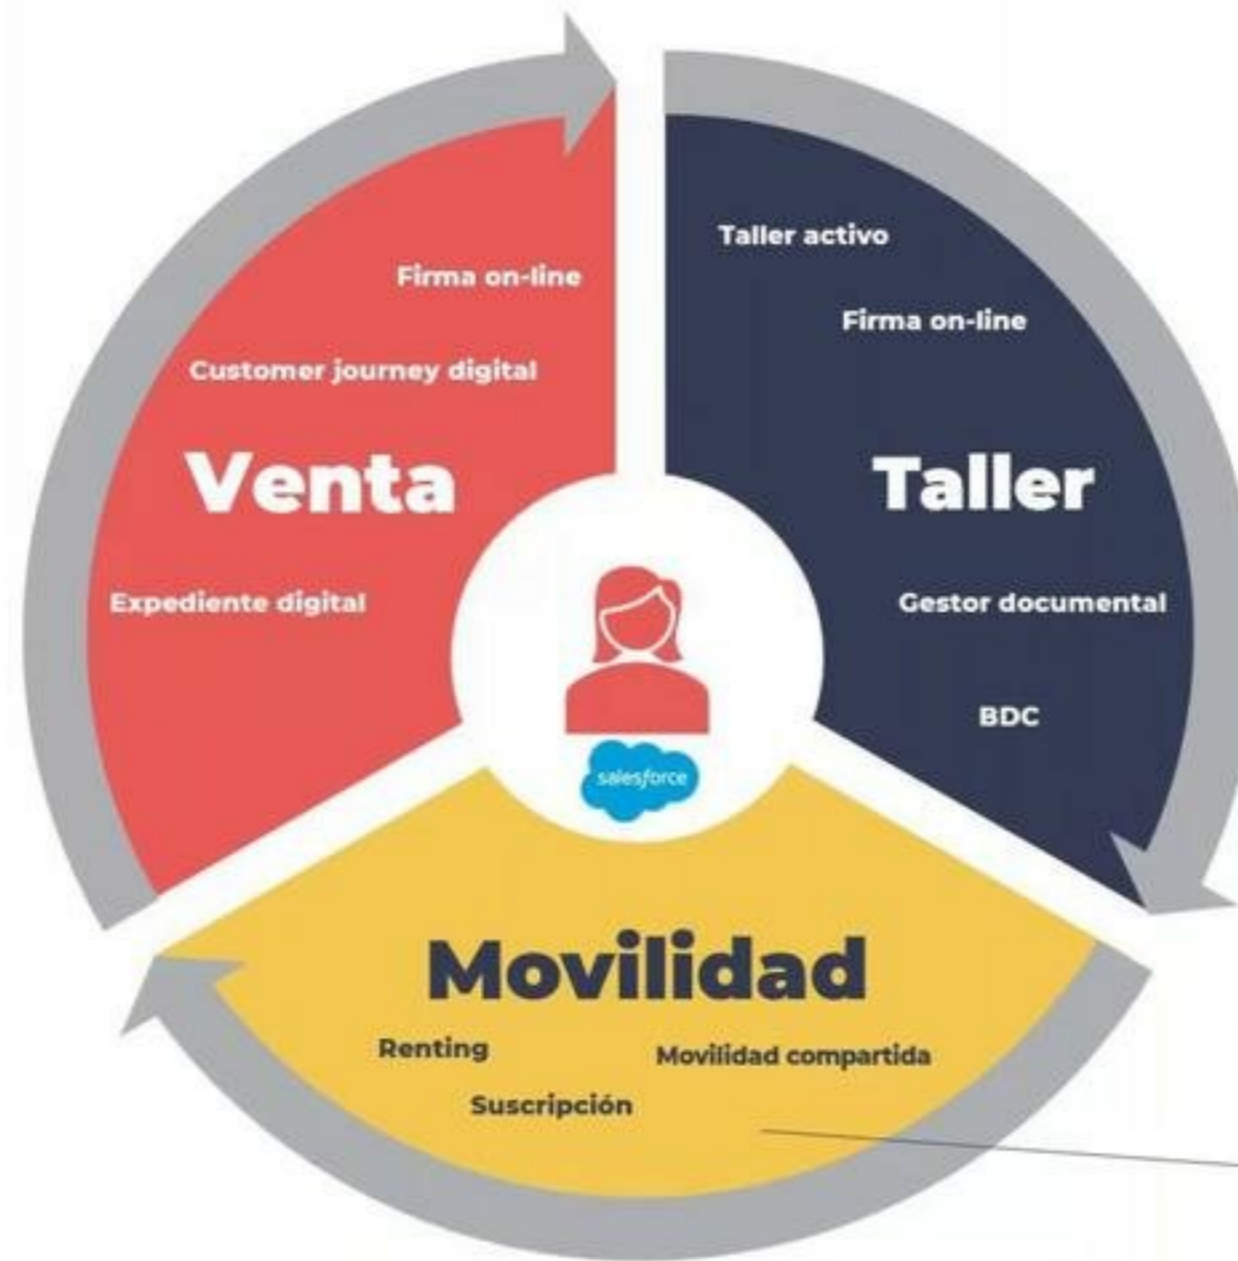 Firma on-line
Customer journey digital
Venta
Expediente digital
Taller activo
Firma on-line
Taller
Gestor documental
BDC
salesforce
Movilidad
Renting
Movilidad compartida
Suscripción